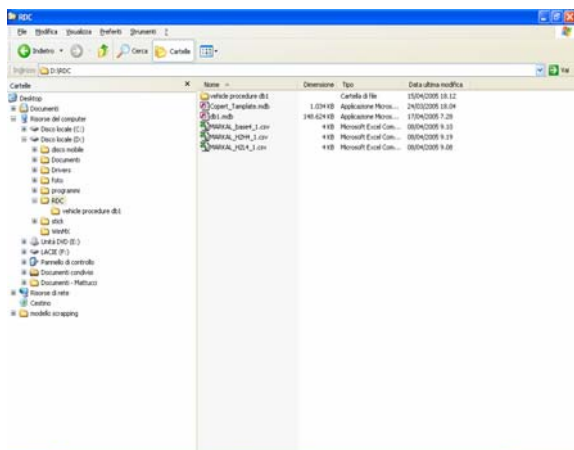 RDC
File Modifica Visualizza Preferiti Strumenti ?
Indietro Cerca Cartelle
Indirizzo D:\RDC Vai
Cartelle
Desktop
Documenti
Risorse del computer
Disco locale (C:)
Disco locale (D:)
disco mobile
Documenti
Drivers
Foto
programmi
RDC
vehicle procedure db1
stick
WinMX
Unità DVD (E:)
LACIE (F:)
Pannello di controllo
Documenti condivisi
Documenti - Mattucci
Risorse di rete
Cestino
modello scrapping
Nome Dimensione Tipo Data ultima modifica
vehicle procedure db1 Cartella di file 15/04/2005 18.12
Copert_Template.mdb 1.034 KB Applicazione Micros... 24/03/2005 18.04
db1.mdb 148.624 KB Applicazione Micros... 17/04/2005 7.28
MARKAL_base4_1.csv 4 KB Microsoft Excel Com... 08/04/2005 9.10
MARKAL_H2H4_1.csv 4 KB Microsoft Excel Com... 08/04/2005 9.19
MARKAL_H2L4_1.csv 4 KB Microsoft Excel Com... 08/04/2005 9.08